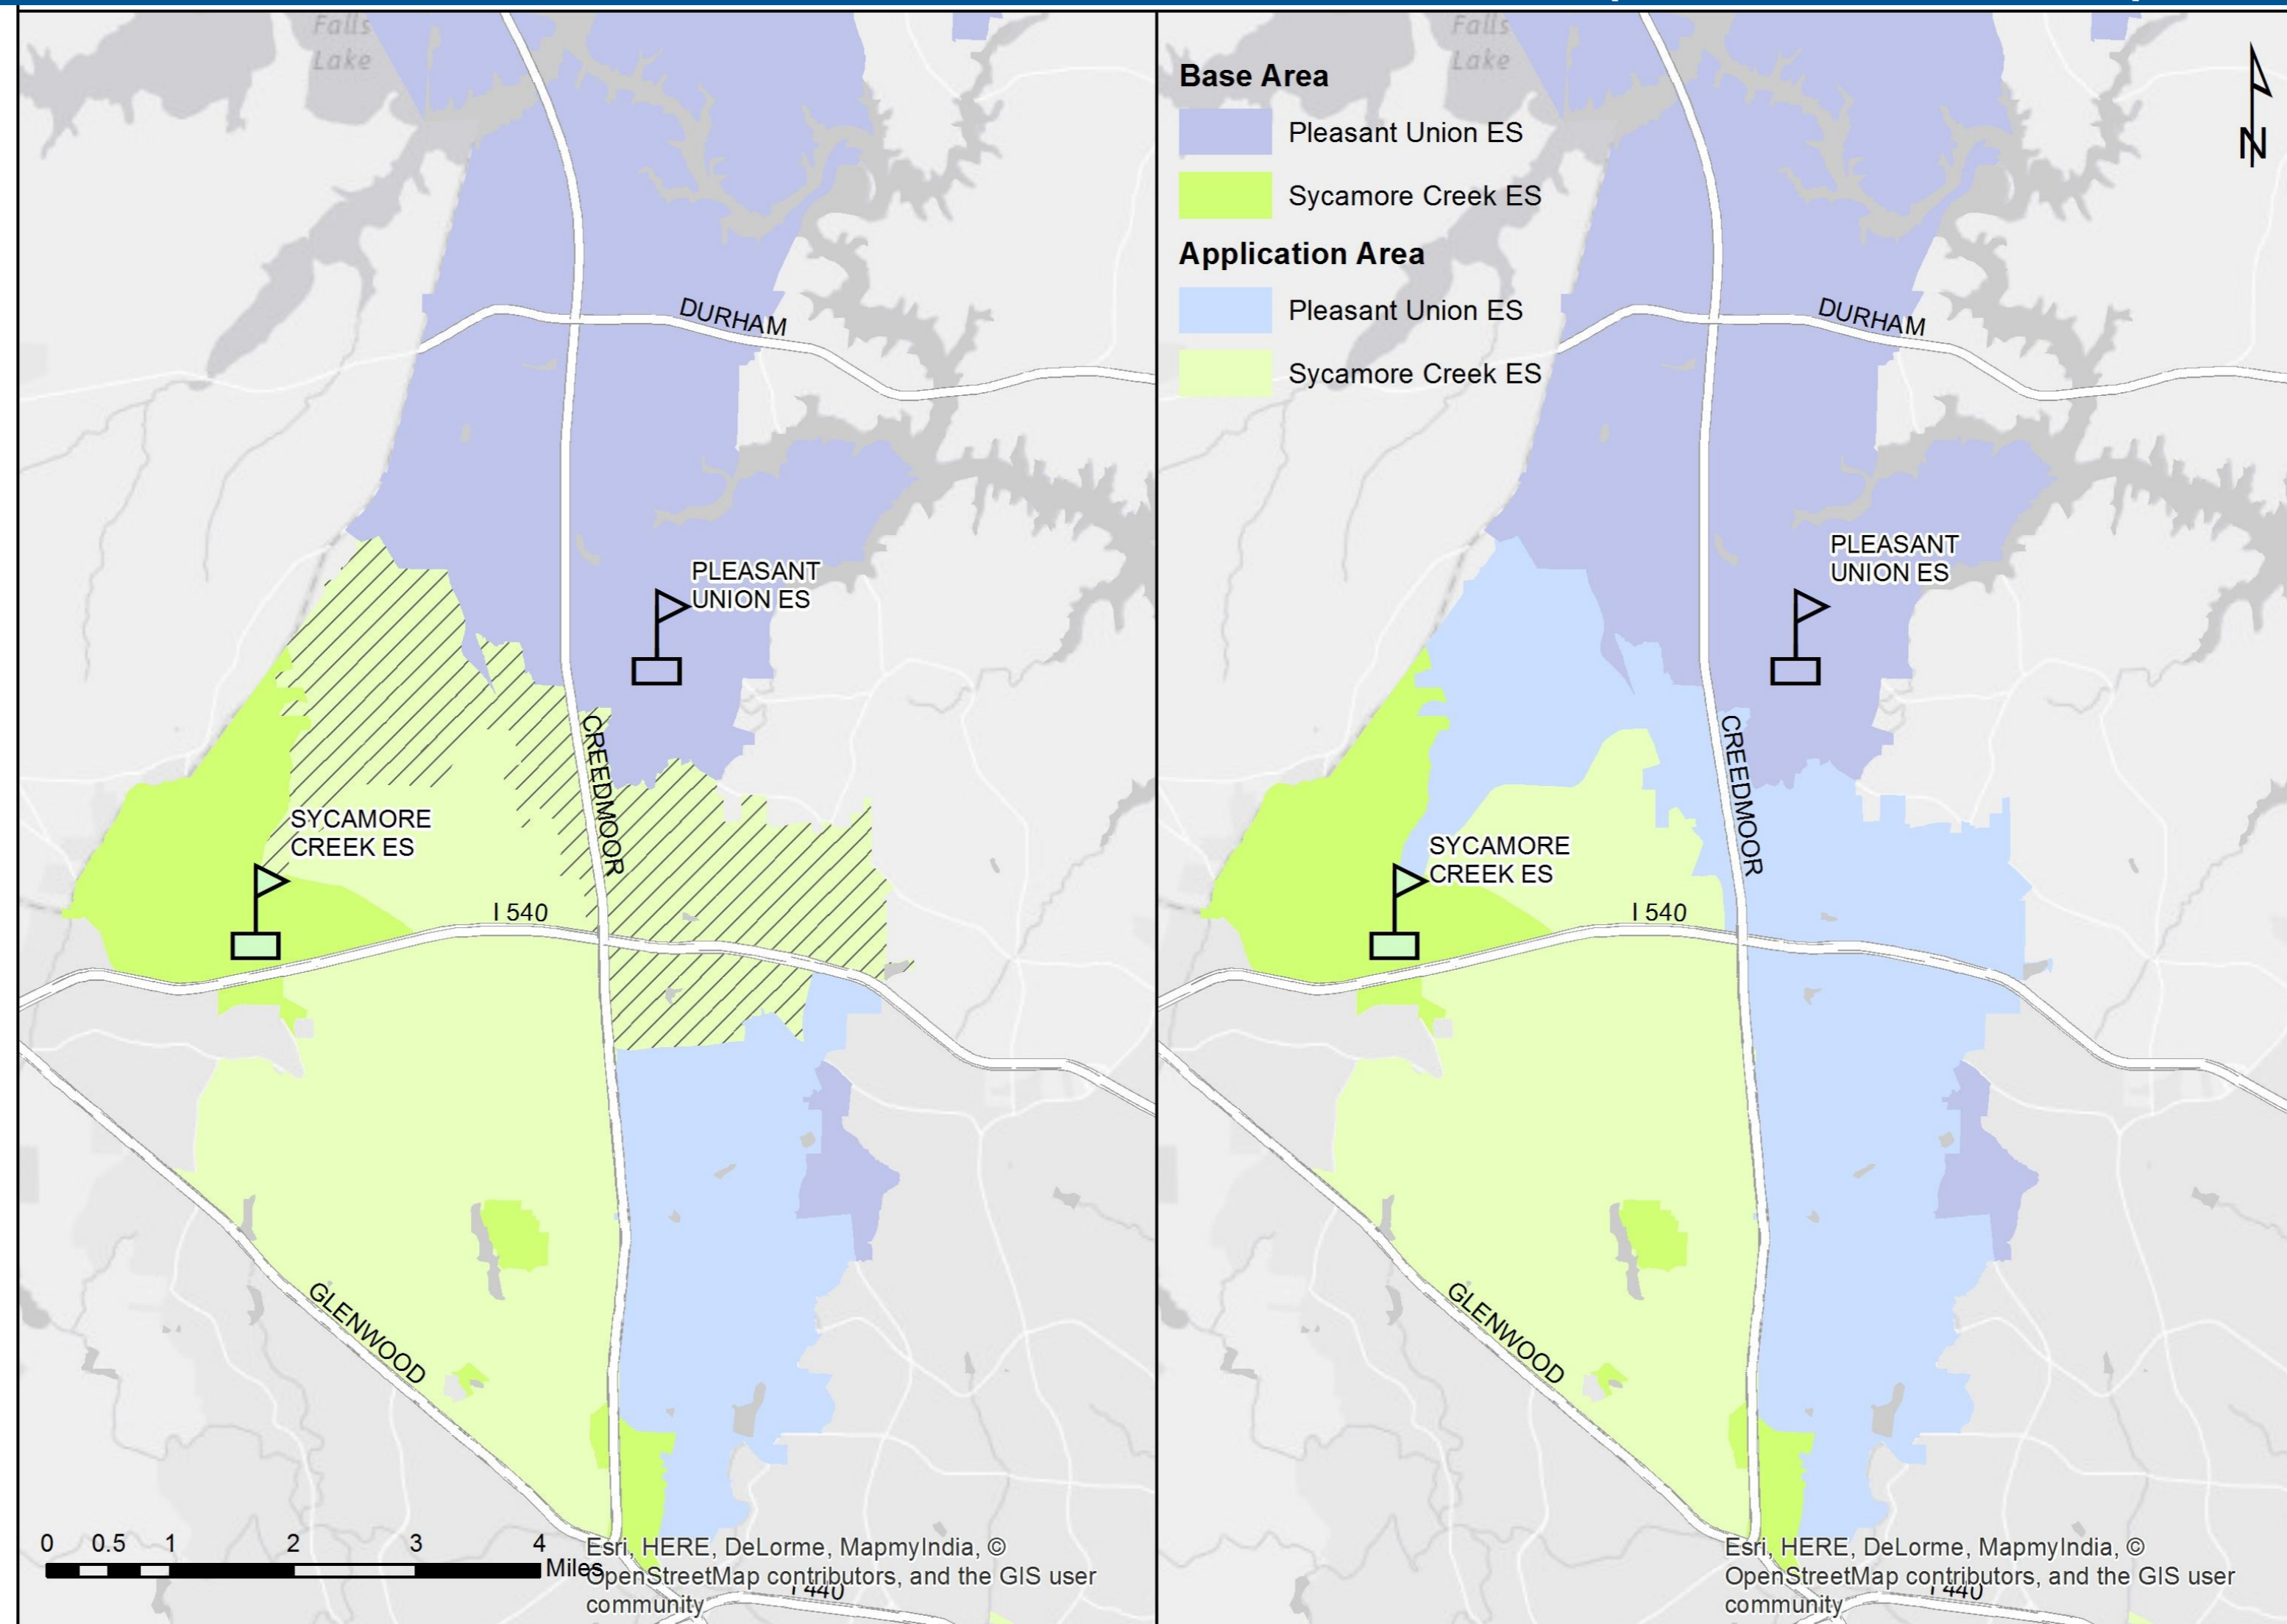 Falls
Lake
DURHAM
PLEASANT
UNION ES
CREEDMOOR
SYCAMORE
CREEK ES
I 540
GLENWOOD
0 0.5 1 2 3 4
Miles
Esri, HERE, DeLorme, MapmyIndia, ©
OpenStreetMap contributors, and the GIS user
community
I 440
Falls
Lake
Base Area
Pleasant Union ES
Sycamore Creek ES
Application Area
Pleasant Union ES
Sycamore Creek ES
N
DURHAM
PLEASANT
UNION ES
CREEDMOOR
SYCAMORE
CREEK ES
I 540
GLENWOOD
Esri, HERE, DeLorme, MapmyIndia, ©
OpenStreetMap contributors, and the GIS user
community
I 440